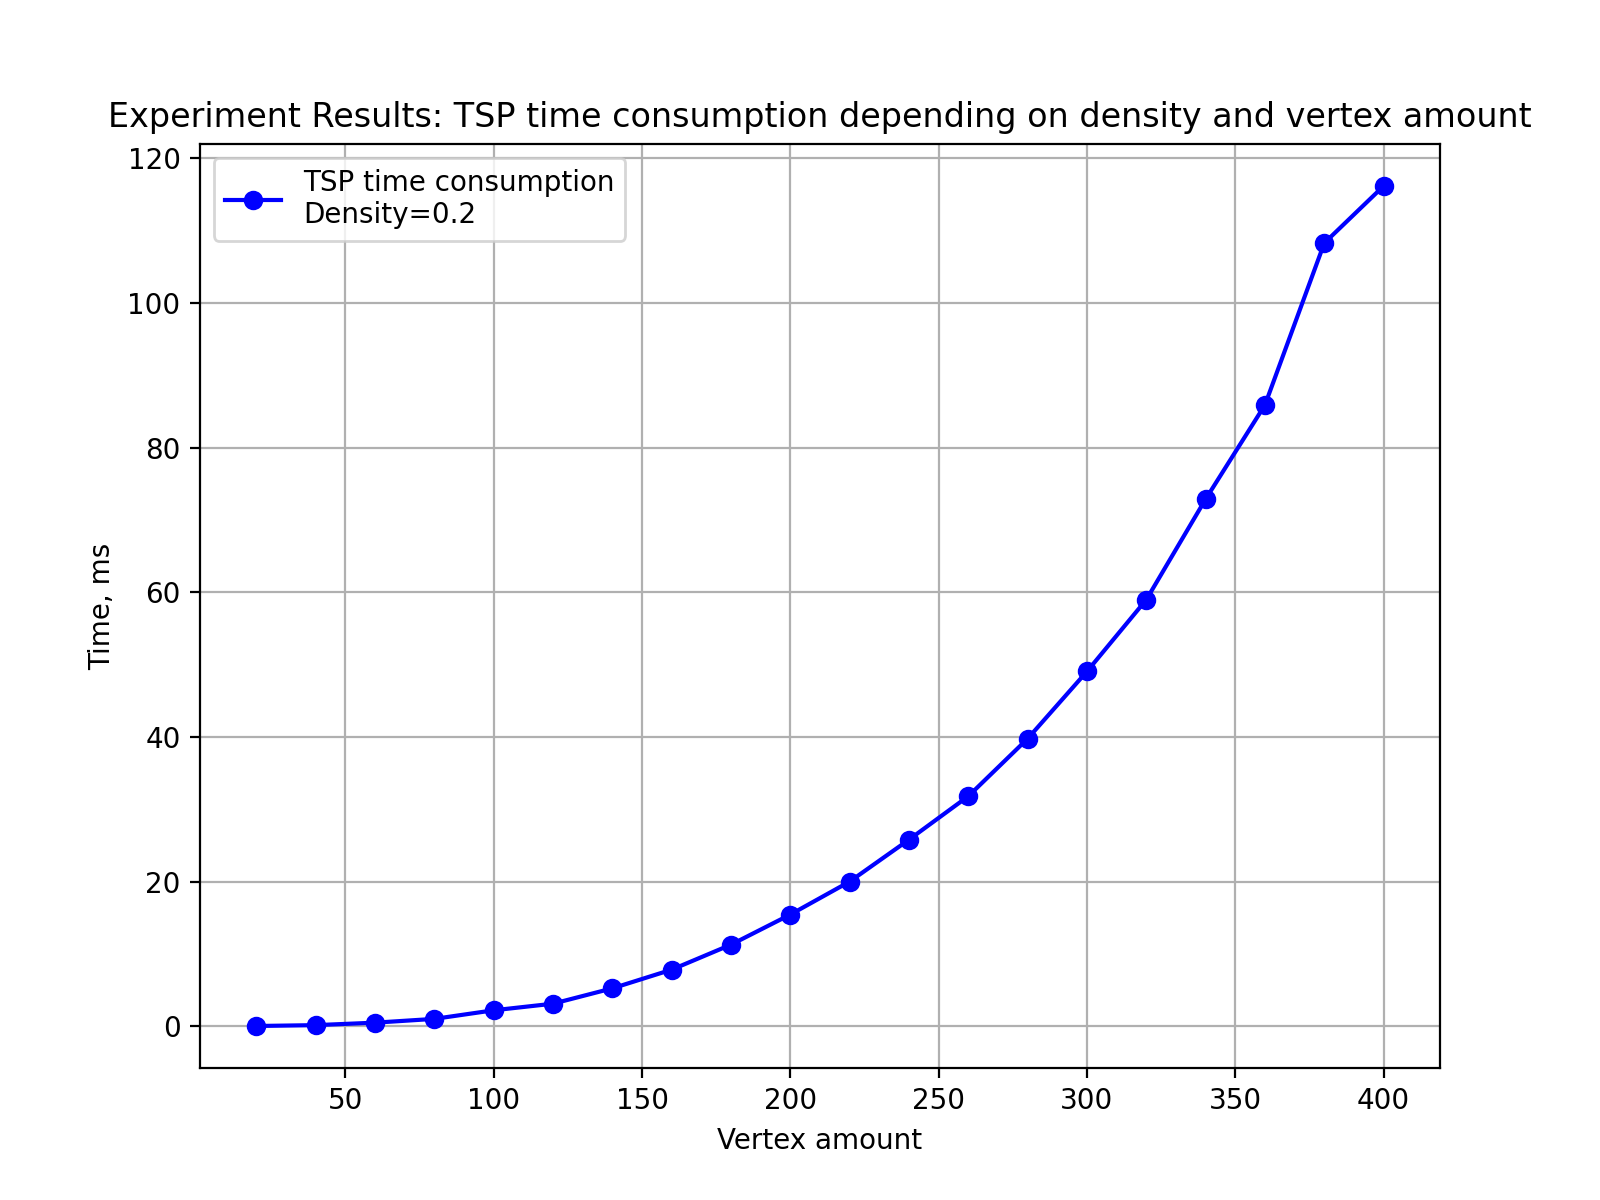 Experiment Results: TSP time consumption depending on density and vertex amount
TSP time consumption
Density=0.2
120
100
80
60
40
20
0
Time, ms
50 100 150 200 250 300 350 400
Vertex amount